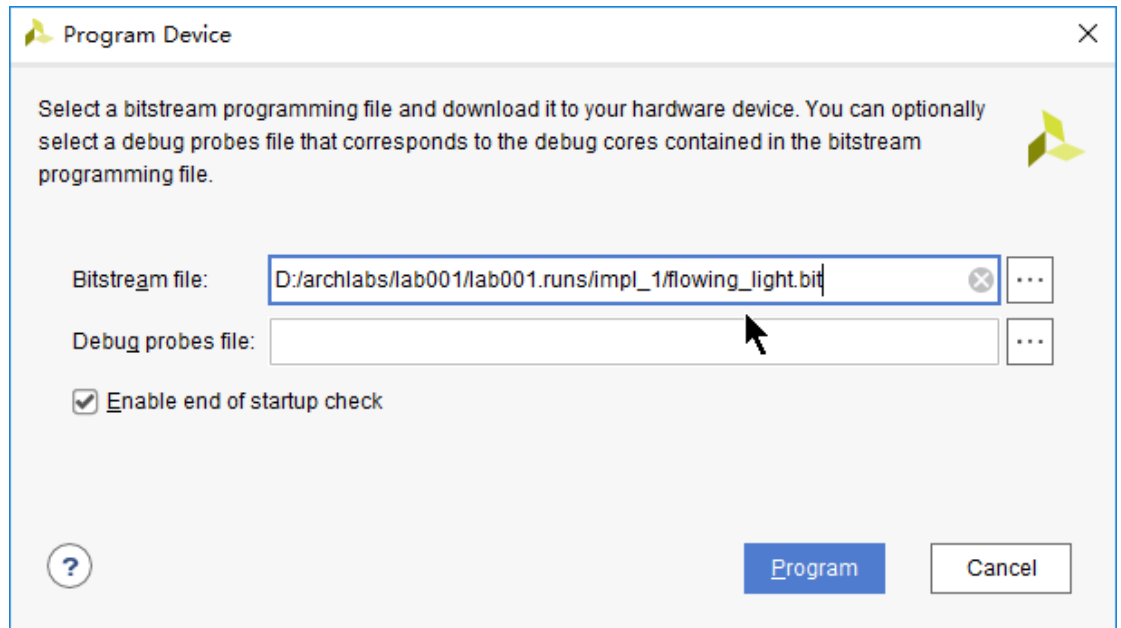 Program Device
Select a bitstream programming file and download it to your hardware device. You can optionally
select a debug probes file that corresponds to the debug cores contained in the bitstream
programming file.
Bitstream file: D:/archlabs/lab001/lab001.runs/impl_1/flowing_light.bit ...
Debug probes file: ...
Enable end of startup check
? Program Cancel